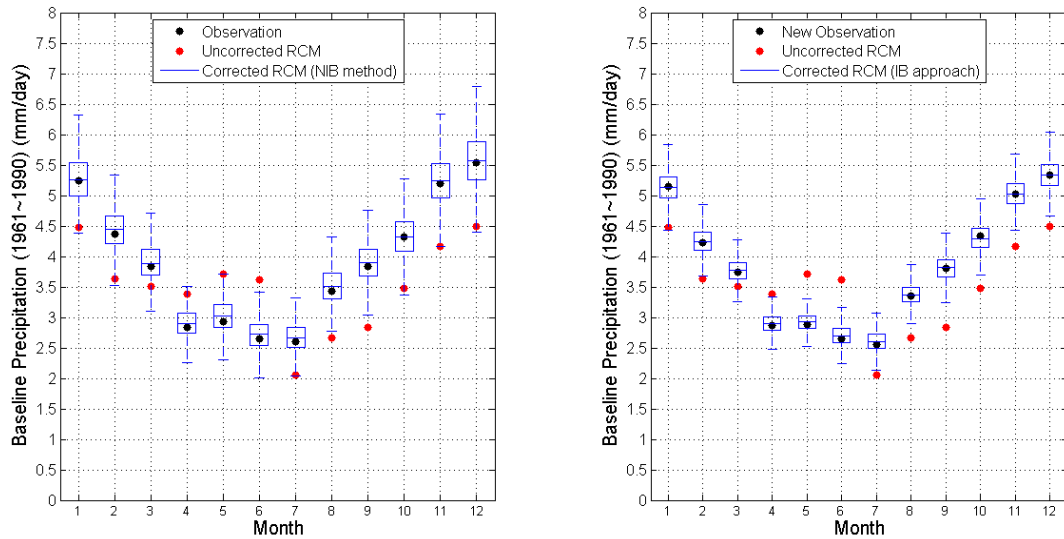 Baseline Precipitation (1961~1990) (mm/day)
8
7.5
7
6.5
6
5.5
5
4.5
4
3.5
3
2.5
2
1.5
1
0.5
0
Observation
Uncorrected RCM
Corrected RCM (NIB method)
1 2 3 4 5 6 7 8 9 10 11 12
Month
Baseline Precipitation (1961~1990) (mm/day)
8
7.5
7
6.5
6
5.5
5
4.5
4
3.5
3
2.5
2
1.5
1
0.5
0
New Observation
Uncorrected RCM
Corrected RCM (IB approach)
1 2 3 4 5 6 7 8 9 10 11 12
Month